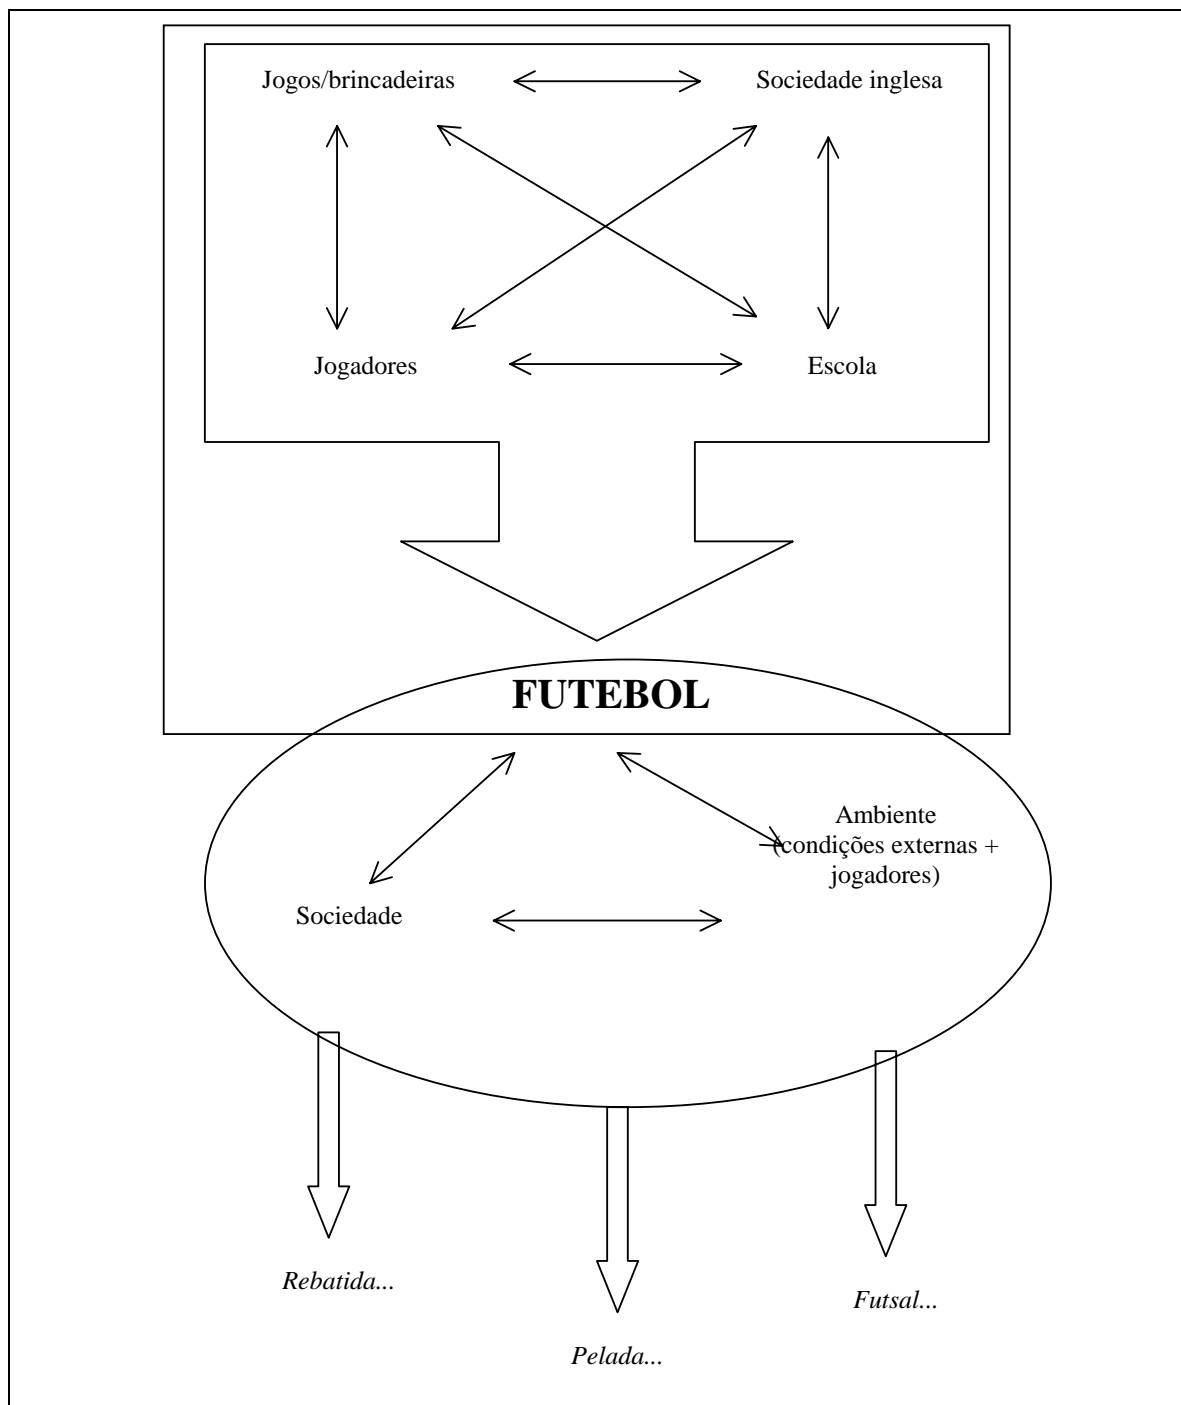 Jogos/brincadeiras
Sociedade inglesa
Jogadores
Escola
FUTEBOL
Ambiente
(condições externas +
jogadores)
Sociedade
Rebatida...
Futsal...
Pelada...